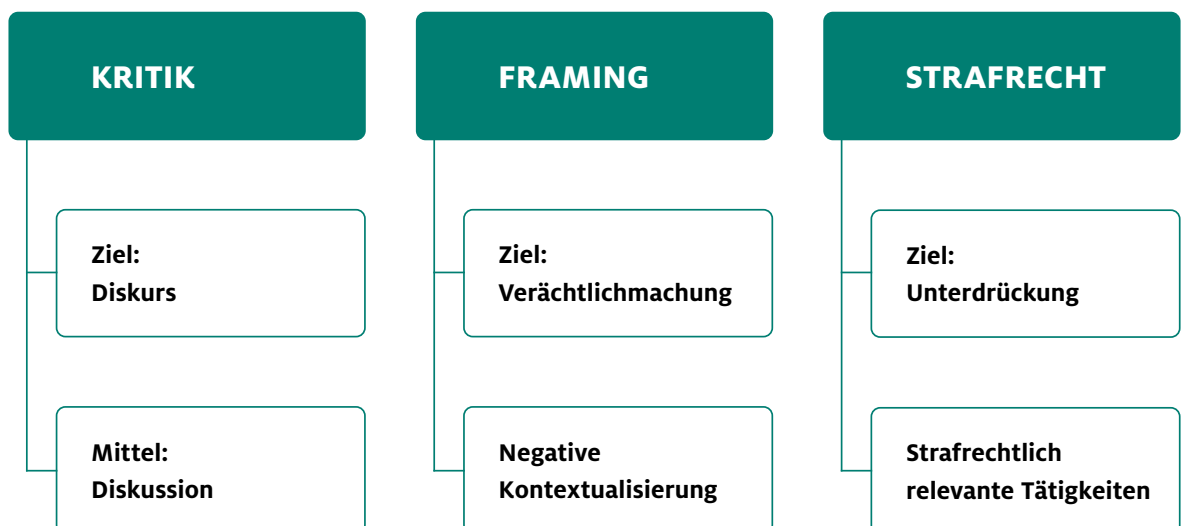 KRITIK
Ziel:
Diskurs
Mittel:
Diskussion
FRAMING
Ziel:
Verächtlichmachung
Negative
Kontextualisierung
STRAFRECHT
Ziel:
Unterdrückung
Strafrechtlich
relevante Tätigkeiten